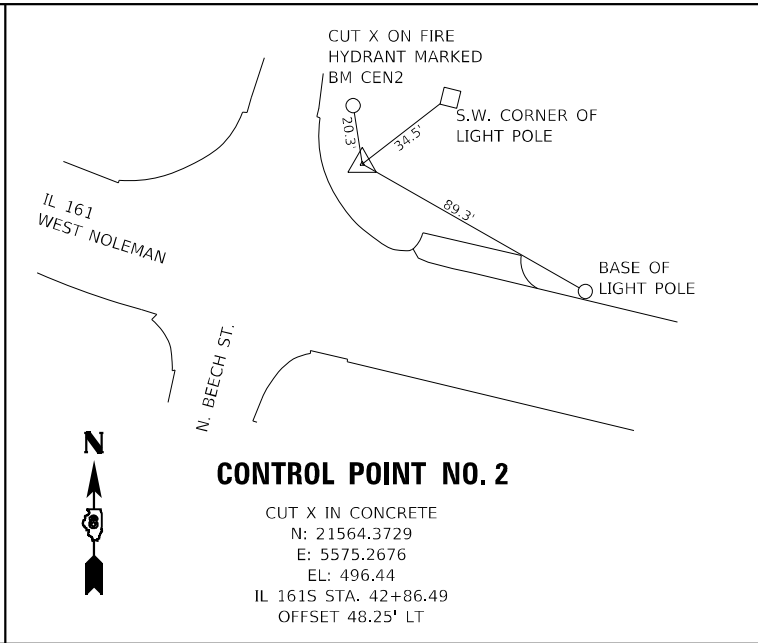 CUT X ON FIRE
HYDRANT MARKED
BM CEN2
S.W. CORNER OF
LIGHT POLE
20.3'
34.5'
89.3'
IL 161
WEST NOLEMAN
BASE OF
LIGHT POLE
N. BEECH ST.
N
CONTROL POINT NO. 2
CUT X IN CONCRETE
N: 21564.3729
E: 5575.2676
EL: 496.44
IL 161S STA. 42+86.49
OFFSET 48.25' LT